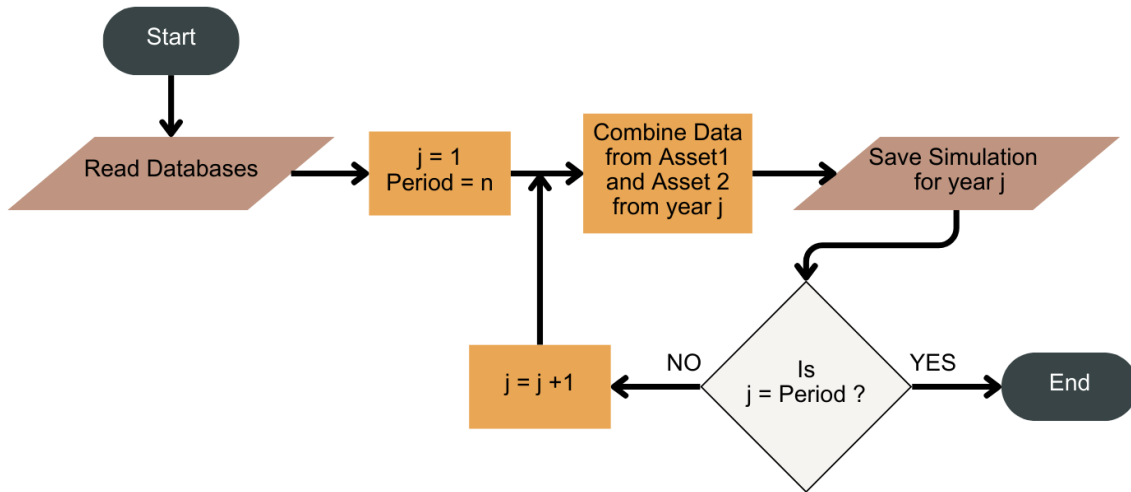 Start
Read Databases
j = 1
Period = n
Combine Data
from Asset1
and Asset 2
from year j
Save Simulation
for year j
Is
j = Period ?
NO
YES
j = j +1
End